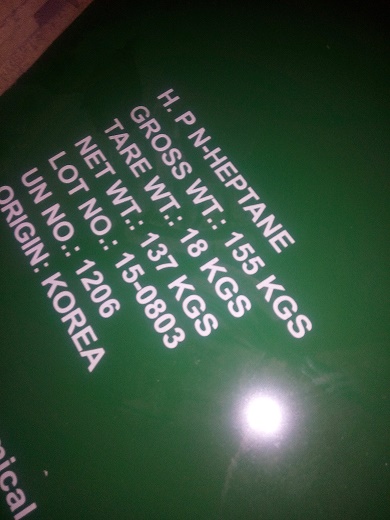 H. P N-HEPTANE
GROSS WT.: 155 KGS
TARE WT.: 18 KGS
NET WT.: 137 KGS
LOT NO.: 15-0803
UN NO.: 1206
ORIGIN: KOREA